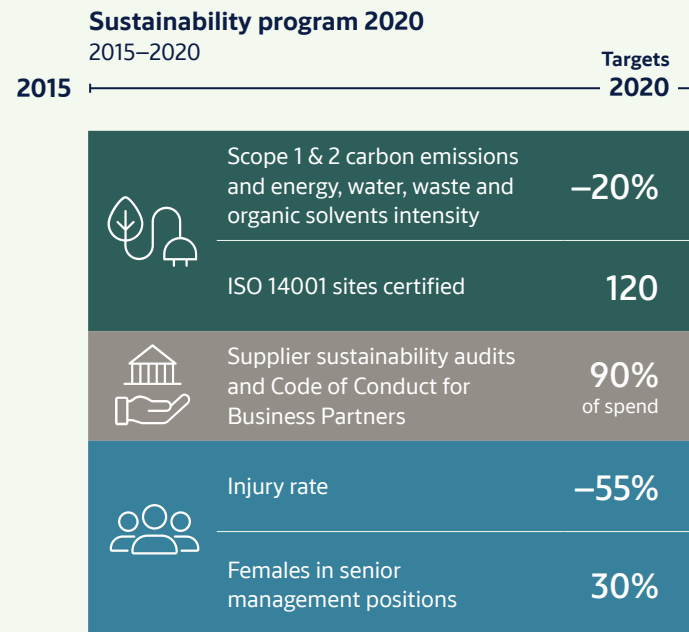 Sustainability program 2020
2015–2020
Targets
2015
2020
Scope 1 & 2 carbon emissions
and energy, water, waste and
organic solvents intensity
–20%
ISO 14001 sites certified
120
Supplier sustainability audits
and Code of Conduct for
Business Partners
90%
of spend
Injury rate
–55%
Females in senior
management positions
30%